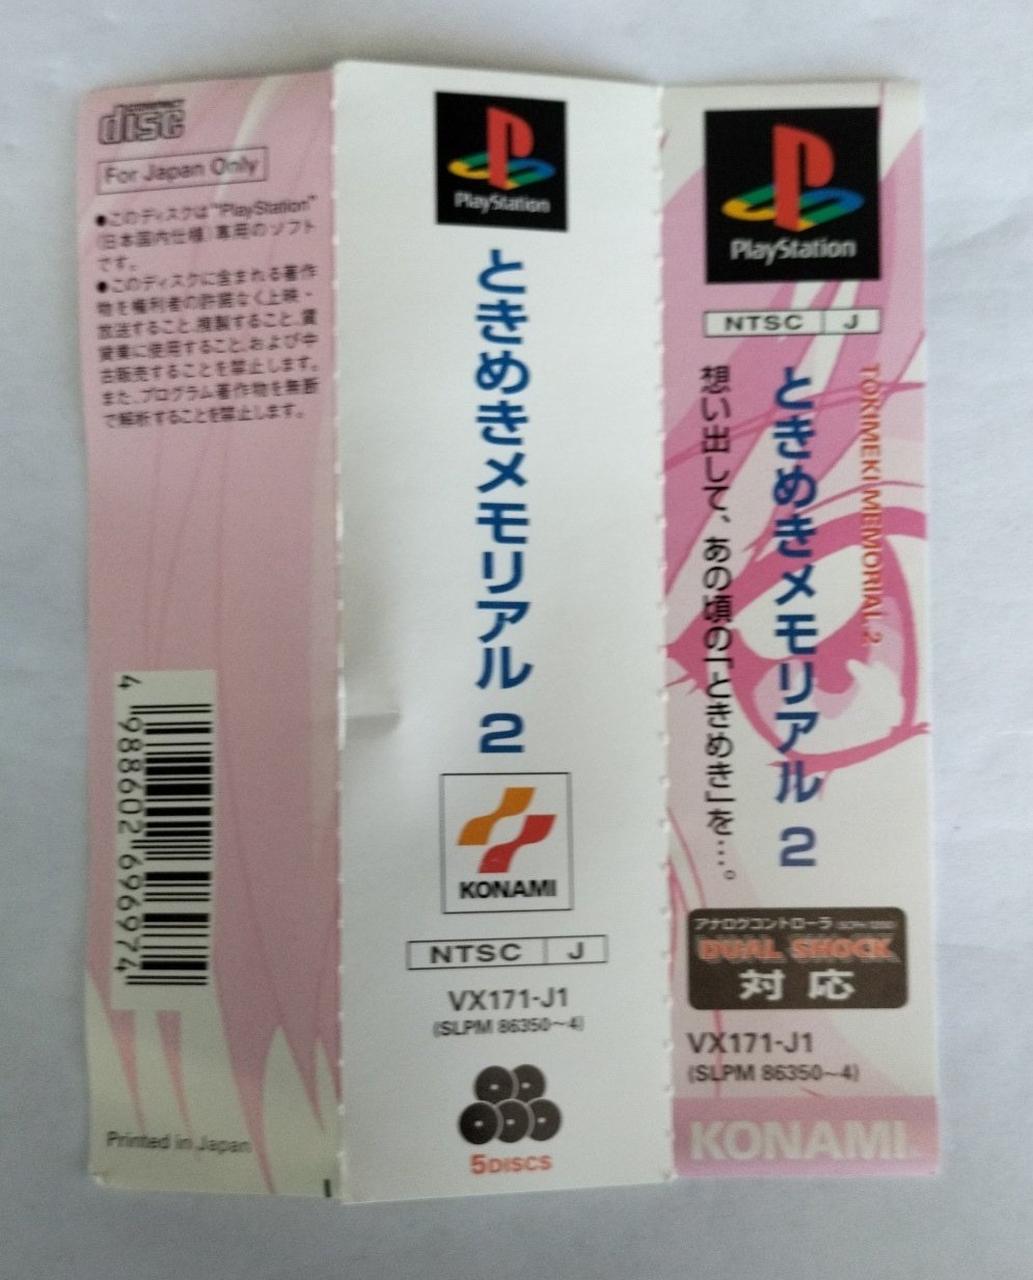 COMPACT
disc
For Japan Only
●このディスクは"PlayStation"
(日本国内仕様)専用のソフト
です。
●このディスクに含まれる著作
物を権利者の許諾なく上映・
放送すること、複製すること、賃
貸業に使用すること、および中
古販売することを禁止します。
また、プログラム著作物を無断
で解析することを禁止します。
4 988602 696974
Printed in Japan
PlayStation
ときめきメモリアル 2
KONAMI
NTSC J
VX171-J1
(SLPM 86350〜4)
5DISCS
PlayStation
NTSC J
TOKIMEKI MEMORIAL 2
ときめきメモリアル 2
想い出して、あの頃の「ときめき」を…。
アナログコントローラ
DUAL SHOCK
対応
VX171-J1
(SLPM 86350〜4)
KONAMI